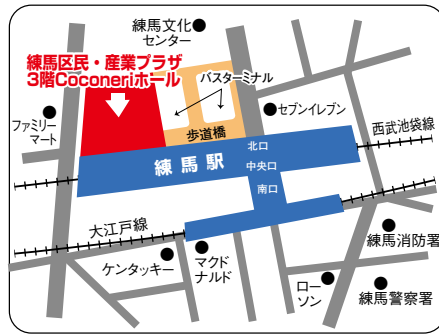 練馬文化
センター
練馬区民・産業プラザ
3階Coconeriホール
バスターミナル
ファミリー
マート
セブンイレブン
歩道橋
西武池袋線
北口
練馬駅
中央口
南口
大江戸線
ケンタッキー
マクド
ナルド
ロー
ソン
練馬消防署
練馬警察署